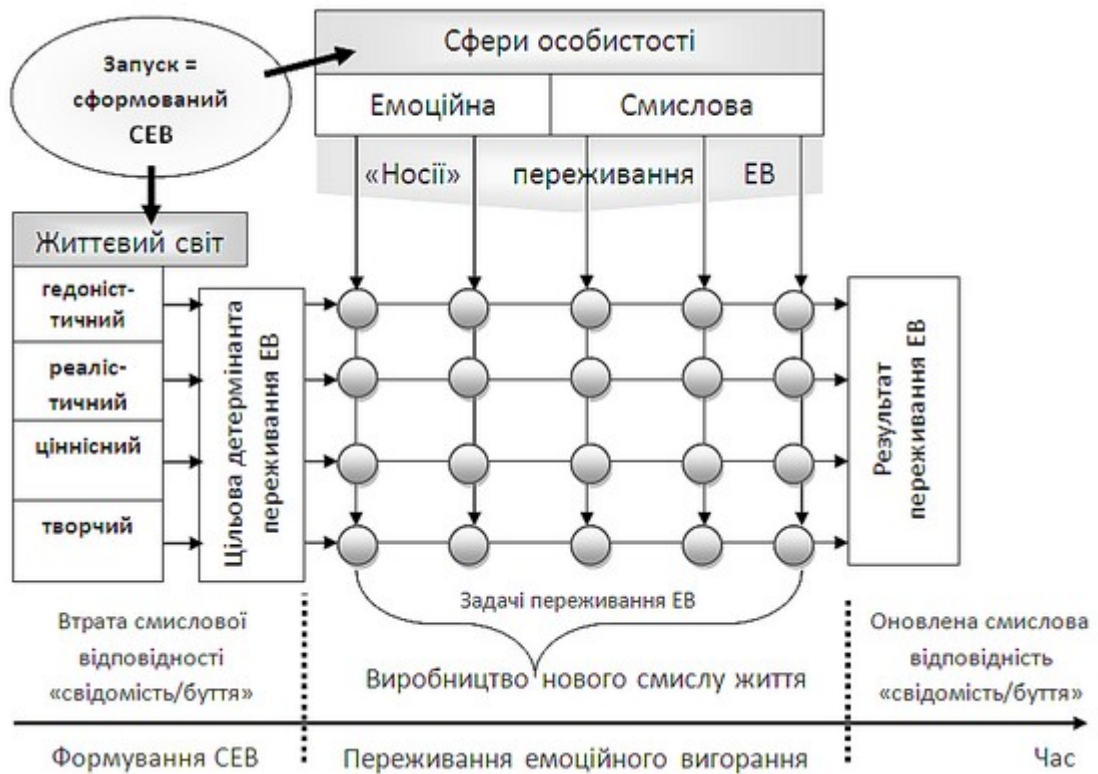 Запуск =
сформований
СЕВ
Сфери особистості
Емоційна
Смислова
«Носії» переживання ЕВ
Життєвий світ
гедоніст-
тичний
реаліс-
тичний
ціннісний
творчий
Цільова детермінанта
переживання ЕВ
Результат
переживання ЕВ
Задачі переживання ЕВ
Виробництво нового смислу життя
Втрата смислової
відповідності
«свідомість/буття»
Оновлена смислова
відповідність
«свідомість/буття»
Формування СЕВ
Переживання емоційного вигорання
Час